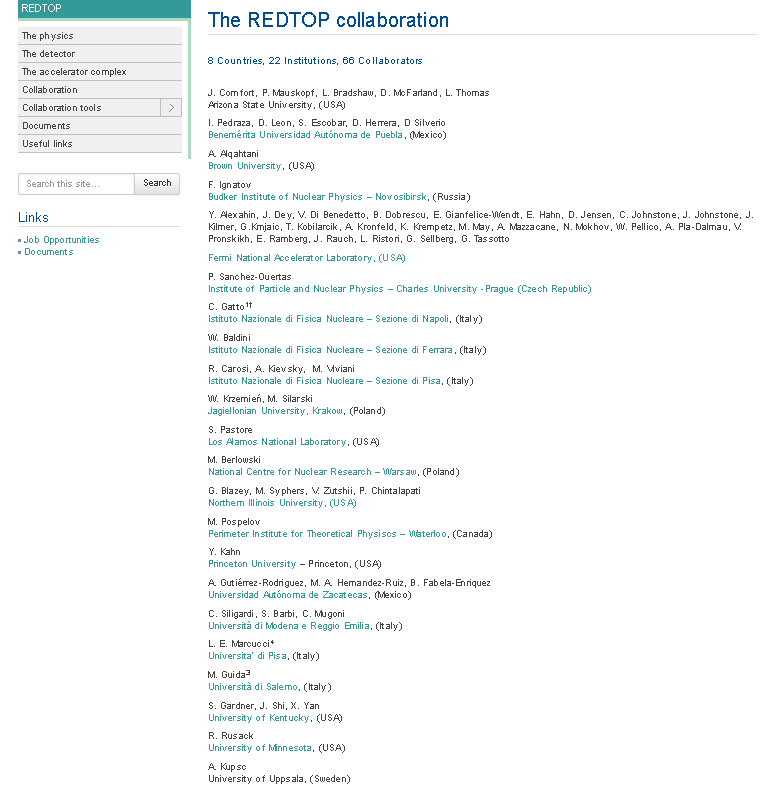 REDTOP
The physics
The detector
The accelerator complex
Collaboration
Collaboration tools
Documents
Useful links
Search this site...
Search
Links
Job Opportunities
Documents
The REDTOP collaboration
8 Countries, 22 Institutions, 66 Collaborators
J. Comfort, P. Mauskopf, L. Bradshaw, D. McFarland, L. Thomas
Arizona State University, (USA)
I. Pedraza, D. Leon, S. Escobar, D. Herrera, D Silverio
Benemérita Universidad Autónoma de Puebla, (Mexico)
A. Alqahtani
Brown University, (USA)
F. Ignatov
Budker Institute of Nuclear Physics – Novosibirsk, (Russia)
Y. Alexahin, J. Dey, V. Di Benedetto, B. Dobrescu, E. Gianfelice-Wendt, E. Hahn, D. Jensen, C. Johnstone, J. Johnstone, J.
Kilmer, G.Krnjaic, T. Kobilarcik, A. Kronfeld, K. Krempetz, M. May, A. Mazzacane, N. Mokhov, W. Pellico, A. Pla-Dalmau, V.
Pronskikh, E. Ramberg, J. Rauch, L. Ristori, G. Sellberg, G. Tassotto
Fermi National Accelerator Laboratory, (USA)
P. Sanchez-Puertas
Institute of Particle and Nuclear Physics – Charles University -Prague (Czech Republic)
C. Gatto††
Istituto Nazionale di Fisica Nucleare – Sezione di Napoli, (Italy)
W. Baldini
Istituto Nazionale di Fisica Nucleare – Sezione di Ferrara, (Italy)
R. Carosi, A. Kievsky, M. Viviani
Istituto Nazionale di Fisica Nucleare – Sezione di Pisa, (Italy)
W. Krzemień, M. Silarski
Jagiellonian University, Krakow, (Poland)
S. Pastore
Los Alamos National Laboratory, (USA)
M. Berlowski
National Centre for Nuclear Research – Warsaw, (Poland)
G. Blazey, M. Syphers, V. Zutshii, P. Chintalapati
Northern Illinois University, (USA)
M. Pospelov
Perimeter Institute for Theoretical Physiscs – Waterloo, (Canada)
Y. Kahn
Princeton University – Princeton, (USA)
A. Gutiérrez-Rodriguez, M. A. Hernandez-Ruiz, B. Fabela-Enriquez
Universidad Autónoma de Zacatecas, (Mexico)
C. Siligardi, S. Barbi, C. Mugoni
Università di Modena e Reggio Emilia, (Italy)
L. E. Marcucci*
Universita' di Pisa, (Italy)
M. Guida
Università di Salerno, (Italy)
S. Gardner, J. Shi, X. Yan
University of Kentucky, (USA)
R. Rusack
University of Minnesota, (USA)
A. Kupsc
University of Uppsala, (Sweden)